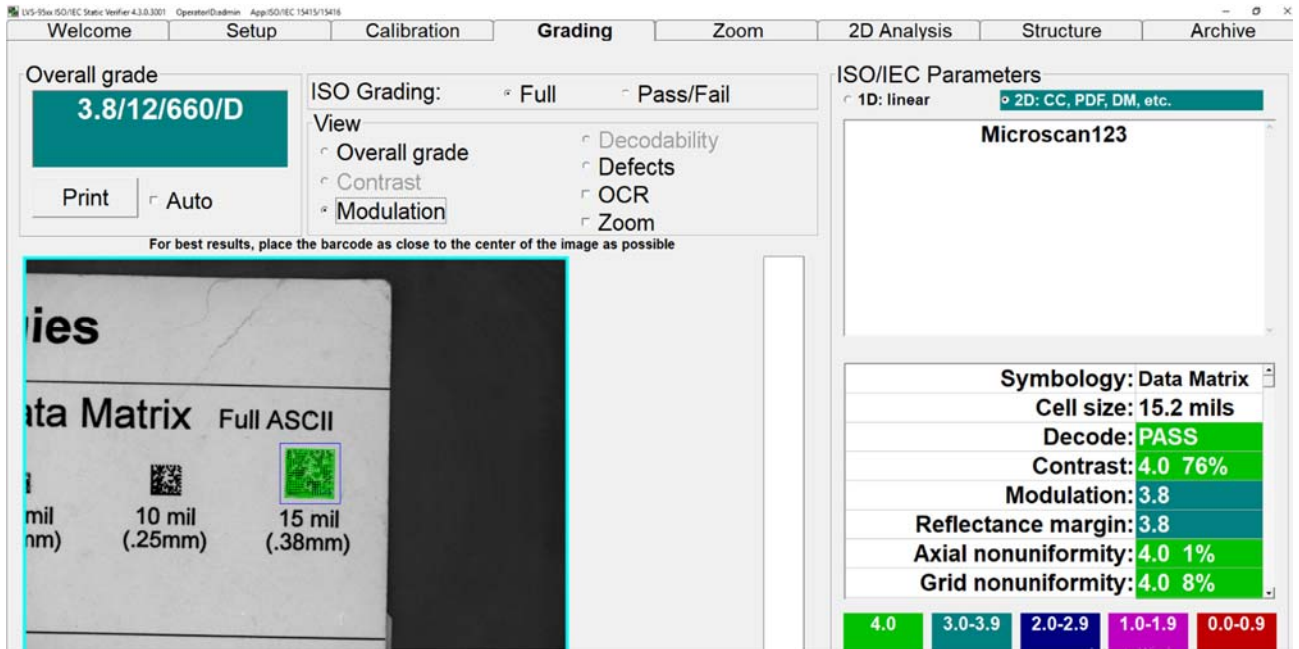 LVS-95xx ISO/IEC Static Verifier 4.3.0.3001 OperatorID:admin App:ISO/IEC 15415/15416
Welcome Setup Calibration Grading Zoom 2D Analysis Structure Archive
Overall grade
3.8/12/660/D
Print
Auto
ISO Grading: Full Pass/Fail
View
Overall grade
Contrast
Modulation
Decodability
Defects
OCR
Zoom
For best results, place the barcode as close to the center of the image as possible
ies
ata Matrix Full ASCII
mil 10 mil 15 mil
(.25mm) (.38mm)
ISO/IEC Parameters
1D: linear 2D: CC, PDF, DM, etc.
Microscan123
Symbology: Data Matrix
Cell size: 15.2 mils
Decode: PASS
Contrast: 4.0 76%
Modulation: 3.8
Reflectance margin: 3.8
Axial nonuniformity: 4.0 1%
Grid nonuniformity: 4.0 8%
4.0 3.0-3.9 2.0-2.9 1.0-1.9 0.0-0.9